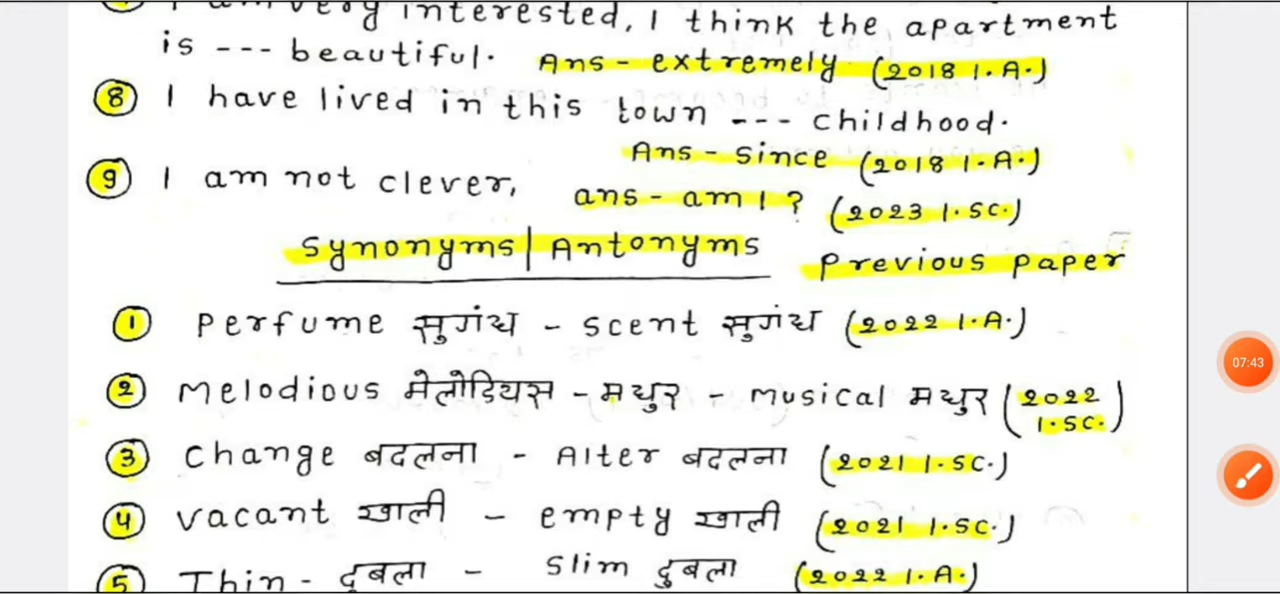 I am very interested, I think the apartment
is --- beautiful. Ans - extremely (2018 I.A.)
⑧ I have lived in this town --- childhood.
Ans - since (2018 I.A.)
⑨ I am not clever, ans - am I ? (2023 I.SC.)
Synonyms | Antonyms Previous paper
① Perfume सुगंध - scent सुगंध (2022 I.A.)
② Melodious मेलोडियस - मधुर - Musical मधुर (2022 I.SC.)
③ Change बदलना - Alter बदलना (2021 I.SC.)
④ Vacant खाली - empty खाली (2021 I.SC.)
⑤ Thin - दुबला - Slim दुबला (2022 I.A.)
07:43